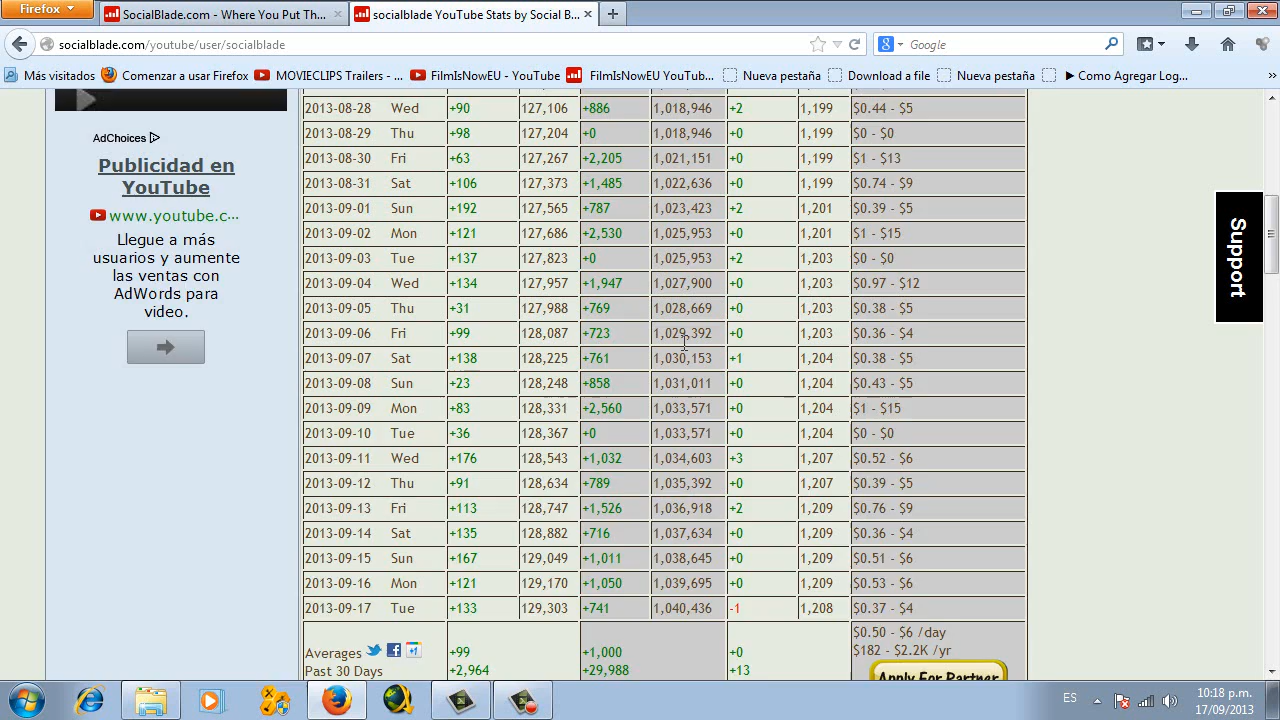 Firefox
SocialBlade.com - Where You Put Th...
socialblade YouTube Stats by Social B...
socialblade.com/youtube/user/socialblade
Google
Más visitados
Comenzar a usar Firefox
MOVIECLIPS Trailers - ...
FilmIsNowEU - YouTube
FilmIsNowEU YouTub...
Nueva pestaña
Download a file
Nueva pestaña
Como Agregar Log...
»
AdChoices
Publicidad en
YouTube
www.youtube.c...
Llegue a más
usuarios y aumente
las ventas con
AdWords para
video.
2013-08-28 Wed +90 127,106 +886 1,018,946 +2 1,199 $0.44 - $5
2013-08-29 Thu +98 127,204 +0 1,018,946 +0 1,199 $0 - $0
2013-08-30 Fri +63 127,267 +2,205 1,021,151 +0 1,199 $1 - $13
2013-08-31 Sat +106 127,373 +1,485 1,022,636 +0 1,199 $0.74 - $9
2013-09-01 Sun +192 127,565 +787 1,023,423 +2 1,201 $0.39 - $5
2013-09-02 Mon +121 127,686 +2,530 1,025,953 +0 1,201 $1 - $15
2013-09-03 Tue +137 127,823 +0 1,025,953 +2 1,203 $0 - $0
2013-09-04 Wed +134 127,957 +1,947 1,027,900 +0 1,203 $0.97 - $12
2013-09-05 Thu +31 127,988 +769 1,028,669 +0 1,203 $0.38 - $5
2013-09-06 Fri +99 128,087 +723 1,029,392 +0 1,203 $0.36 - $4
2013-09-07 Sat +138 128,225 +761 1,030,153 +1 1,204 $0.38 - $5
2013-09-08 Sun +23 128,248 +858 1,031,011 +0 1,204 $0.43 - $5
2013-09-09 Mon +83 128,331 +2,560 1,033,571 +0 1,204 $1 - $15
2013-09-10 Tue +36 128,367 +0 1,033,571 +0 1,204 $0 - $0
2013-09-11 Wed +176 128,543 +1,032 1,034,603 +3 1,207 $0.52 - $6
2013-09-12 Thu +91 128,634 +789 1,035,392 +0 1,207 $0.39 - $5
2013-09-13 Fri +113 128,747 +1,526 1,036,918 +2 1,209 $0.76 - $9
2013-09-14 Sat +135 128,882 +716 1,037,634 +0 1,209 $0.36 - $4
2013-09-15 Sun +167 129,049 +1,011 1,038,645 +0 1,209 $0.51 - $6
2013-09-16 Mon +121 129,170 +1,050 1,039,695 +0 1,209 $0.53 - $6
2013-09-17 Tue +133 129,303 +741 1,040,436 -1 1,208 $0.37 - $4
$0.50 - $6 /day
Averages +99 +1,000 +0 $182 - $2.2K /yr
Past 30 Days +2,964 +29,988 +13
Apply For Partner
Support
ES
10:18 p.m.
17/09/2013